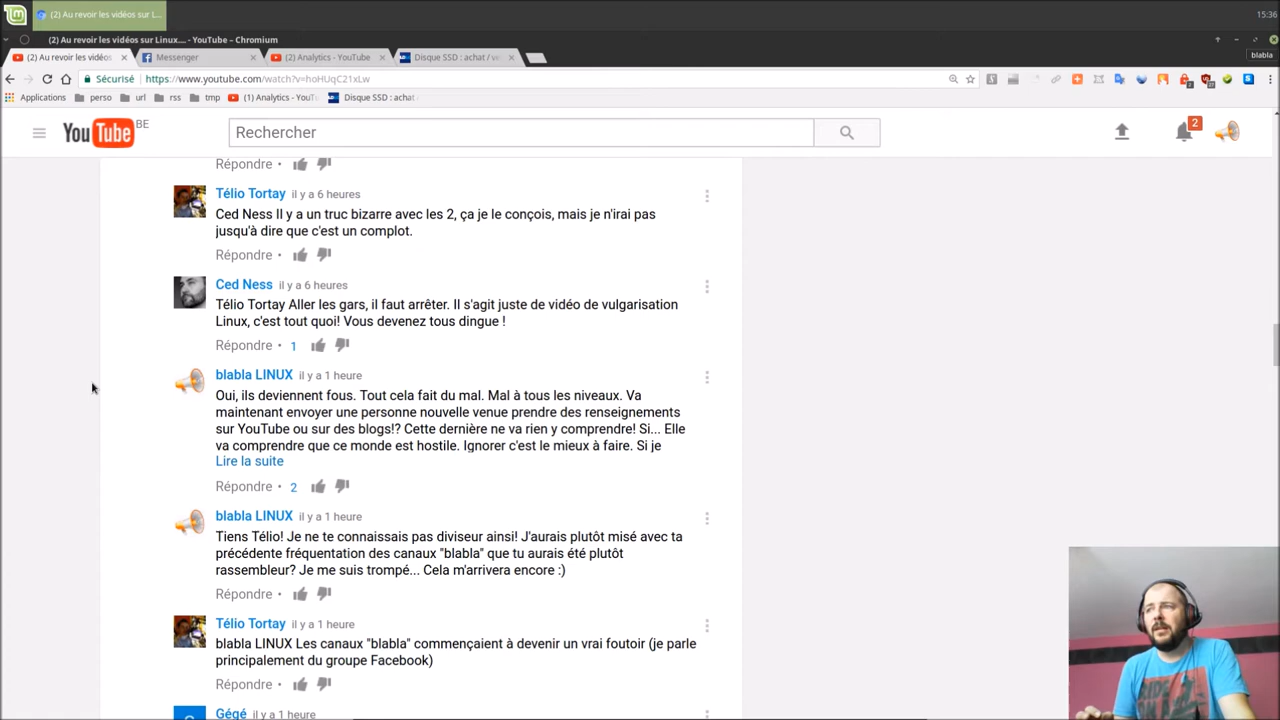 (2) Au revoir les vidéos sur L...
15:36
(2) Au revoir les vidéos sur Linux.... - YouTube – Chromium
(2) Au revoir les vidéos
Messenger
(2) Analytics - YouTube
Disque SSD : achat / ve
blabla
Sécurisé
https://www.youtube.com/watch?v=hoHUqC21xLw
Applications
perso
url
rss
tmp
(1) Analytics - YouTu
Disque SSD : achat
YouTube
BE
Rechercher
2
Répondre •
Télio Tortay il y a 6 heures
Ced Ness Il y a un truc bizarre avec les 2, ça je le conçois, mais je n'irai pas
jusqu'à dire que c'est un complot.
Répondre •
Ced Ness il y a 6 heures
Télio Tortay Aller les gars, il faut arrêter. Il s'agit juste de vidéo de vulgarisation
Linux, c'est tout quoi! Vous devenez tous dingue !
Répondre • 1
blabla LINUX il y a 1 heure
Oui, ils deviennent fous. Tout cela fait du mal. Mal à tous les niveaux. Va
maintenant envoyer une personne nouvelle venue prendre des renseignements
sur YouTube ou sur des blogs!? Cette dernière ne va rien y comprendre! Si... Elle
va comprendre que ce monde est hostile. Ignorer c'est le mieux à faire. Si je
Lire la suite
Répondre • 2
blabla LINUX il y a 1 heure
Tiens Télio! Je ne te connaissais pas diviseur ainsi! J'aurais plutôt misé avec ta
précédente fréquentation des canaux "blabla" que tu aurais été plutôt
rassembleur? Je me suis trompé... Cela m'arrivera encore :)
Répondre •
Télio Tortay il y a 1 heure
blabla LINUX Les canaux "blabla" commençaient à devenir un vrai foutoir (je parle
principalement du groupe Facebook)
Répondre •
Gégé il y a 1 heure